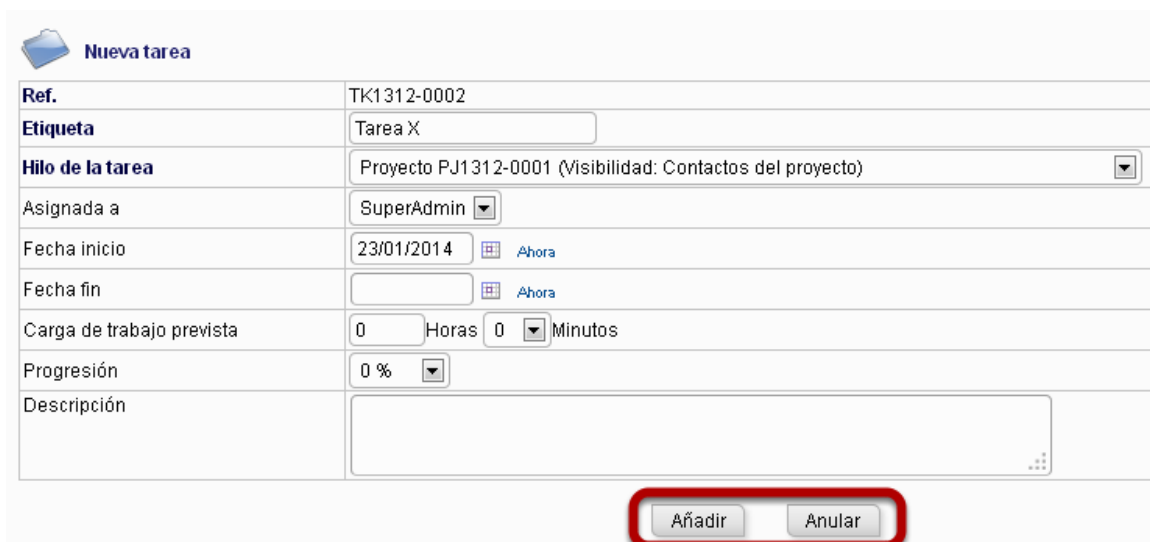 Nueva tarea
Ref. TK1312-0002
Etiqueta Tarea X
Hilo de la tarea Proyecto PJ1312-0001 (Visibilidad: Contactos del proyecto)
Asignada a SuperAdmin
Fecha inicio 23/01/2014 Ahora
Fecha fin Ahora
Carga de trabajo prevista 0 Horas 0 Minutos
Progresión 0 %
Descripción
Añadir Anular